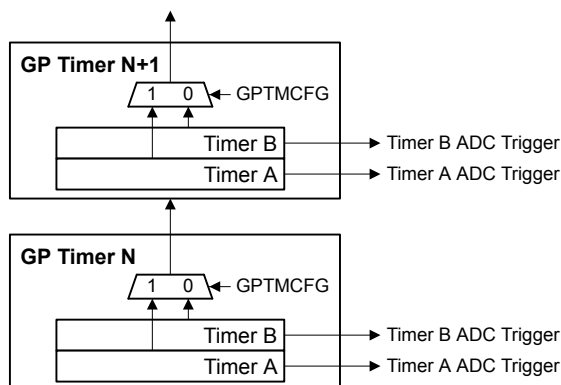 GP Timer N+1
1 0
GPTMCFG
Timer B
Timer B ADC Trigger
Timer A
Timer A ADC Trigger
GP Timer N
1 0
GPTMCFG
Timer B
Timer B ADC Trigger
Timer A
Timer A ADC Trigger